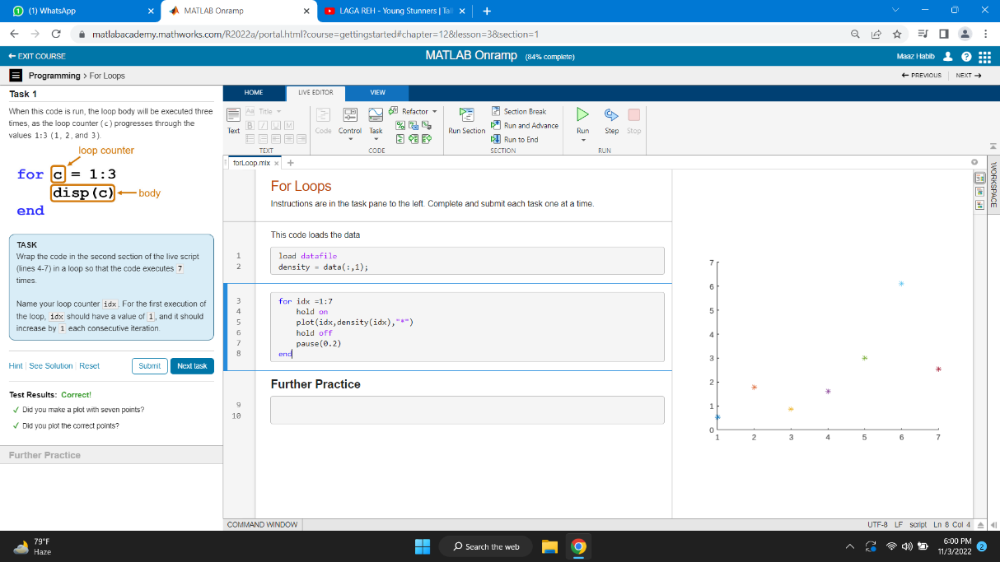 (1) WhatsApp
MATLAB Onramp
LAGA REH - Young Stunners | Tal
matlabacademy.mathworks.com/R2022a/portal.html?course=gettingstarted#chapter=12&lesson=3&section=1
EXIT COURSE
MATLAB Onramp (84% complete)
Maaz Habib
Programming > For Loops
PREVIOUS
NEXT
Task 1
When this code is run, the loop body will be executed three
times, as the loop counter (c) progresses through the
values 1:3 (1, 2, and 3).
loop counter
for c = 1:3
disp(c)
body
end
TASK
Wrap the code in the second section of the live script
(lines 4-7) in a loop so that the code executes 7
times.
Name your loop counter idx. For the first execution of
the loop, idx should have a value of 1, and it should
increase by 1 each consecutive iteration.
Hint
See Solution
Reset
Submit
Next task
Test Results: Correct!
Did you make a plot with seven points?
Did you plot the correct points?
Further Practice
HOME
LIVE EDITOR
VIEW
Text
Aa Title
B I U M
TEXT
Code
Control
Task
Refactor
CODE
Run Section
Section Break
Run and Advance
Run to End
SECTION
Run
Step
Stop
RUN
forLoop.mlx
WORKSPACE
For Loops
Instructions are in the task pane to the left. Complete and submit each task one at a time.
This code loads the data
1 load datafile
2 density = data(:,1);
3 for idx =1:7
4 hold on
5 plot(idx,density(idx),"*")
6 hold off
7 pause(0.2)
8 end
Further Practice
9
10
7
6
5
4
3
2
1
0
1 2 3 4 5 6 7
COMMAND WINDOW
UTF-8 LF script Ln 8 Col 4
79°F
Haze
Search the web
6:00 PM
11/3/2022
2